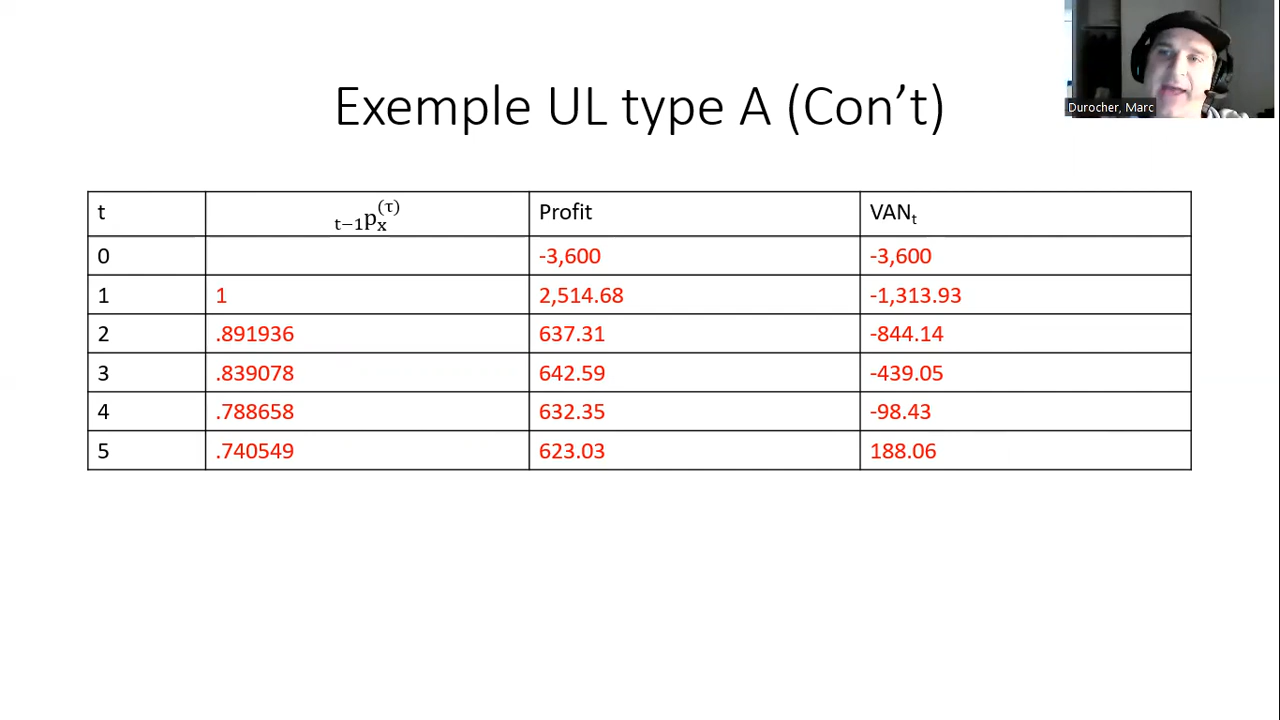 Durocher, Marc
Exemple UL type A (Con't)
t t−1px(τ) Profit VANt
0 -3,600 -3,600
1 1 2,514.68 -1,313.93
2 .891936 637.31 -844.14
3 .839078 642.59 -439.05
4 .788658 632.35 -98.43
5 .740549 623.03 188.06